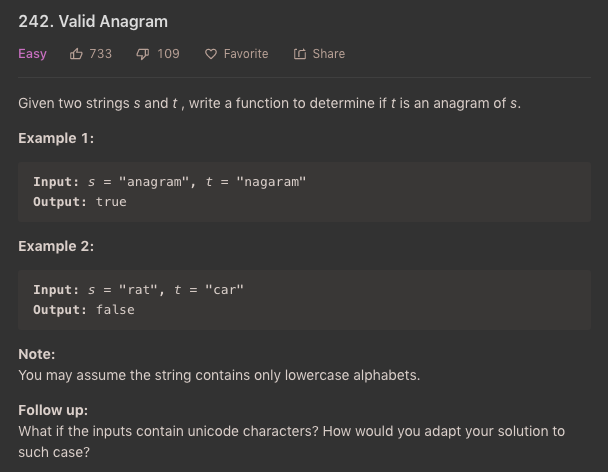 242. Valid Anagram
Easy 733 109 Favorite Share
Given two strings s and t , write a function to determine if t is an anagram of s.
Example 1:
Input: s = "anagram", t = "nagaram"
Output: true
Example 2:
Input: s = "rat", t = "car"
Output: false
Note:
You may assume the string contains only lowercase alphabets.
Follow up:
What if the inputs contain unicode characters? How would you adapt your solution to
such case?